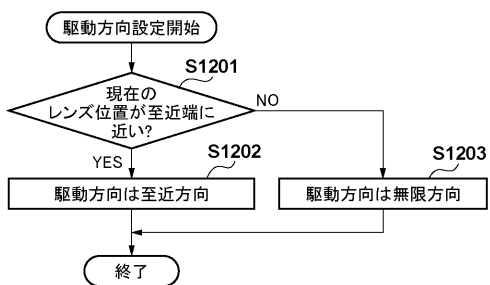 駆動方向設定開始
S1201
現在の
レンズ位置が至近端に
近い?
NO
YES
S1202
駆動方向は至近方向
S1203
駆動方向は無限方向
終了